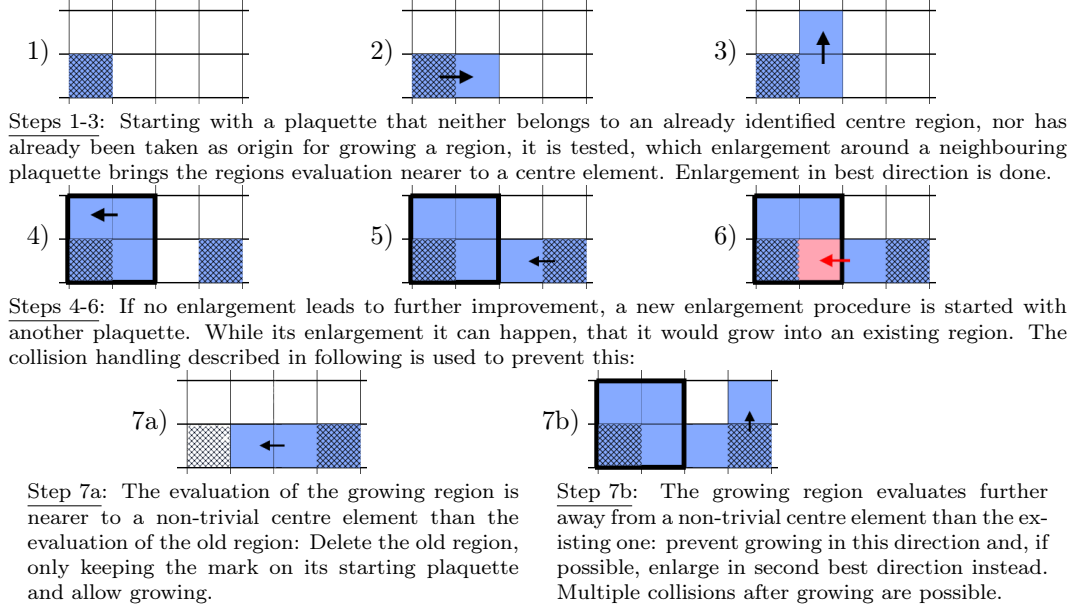 1)
2)
3)
Steps 1-3: Starting with a plaquette that neither belongs to an already identified centre region, nor has
already been taken as origin for growing a region, it is tested, which enlargement around a neighbouring
plaquette brings the regions evaluation nearer to a centre element. Enlargement in best direction is done.
4)
5)
6)
Steps 4-6: If no enlargement leads to further improvement, a new enlargement procedure is started with
another plaquette. While its enlargement it can happen, that it would grow into an existing region. The
collision handling described in following is used to prevent this:
7a)
7b)
Step 7a: The evaluation of the growing region is
nearer to a non-trivial centre element than the
evaluation of the old region: Delete the old region,
only keeping the mark on its starting plaquette
and allow growing.
Step 7b: The growing region evaluates further
away from a non-trivial centre element than the ex-
isting one: prevent growing in this direction and, if
possible, enlarge in second best direction instead.
Multiple collisions after growing are possible.